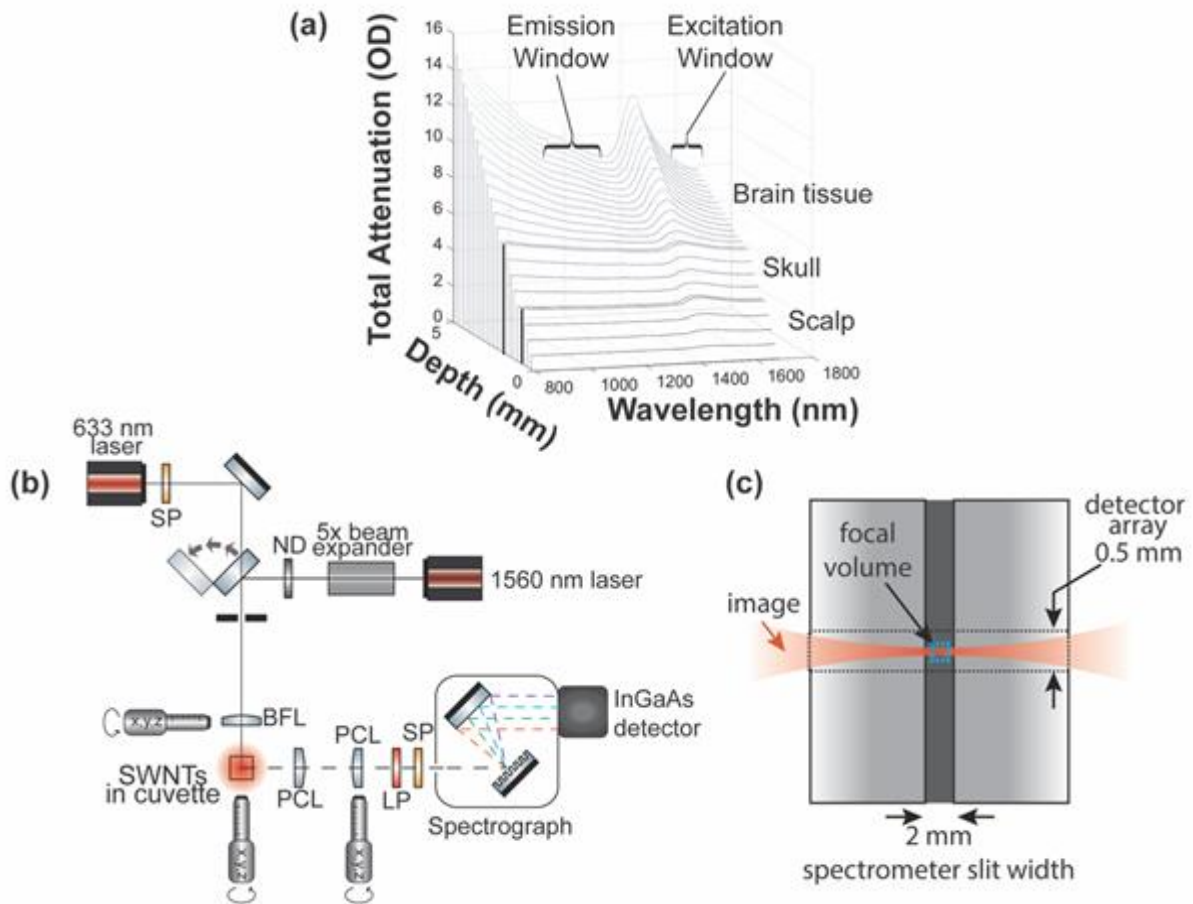 (a)
Emission
Window
Excitation
Window
Total Attenuation (OD)
16
14
12
10
8
6
4
2
0
5
0
Depth (mm)
800
1000
1200
1400
1600
1800
Wavelength (nm)
Brain tissue
Skull
Scalp
(b)
633 nm
laser
SP
ND
5x beam
expander
1560 nm laser
x,y,z
BFL
SWNTs
in cuvette
x,y,z
PCL
PCL
x,y,z
LP
SP
Spectrograph
InGaAs
detector
(c)
focal
volume
detector
array
0.5 mm
image
2 mm
spectrometer slit width